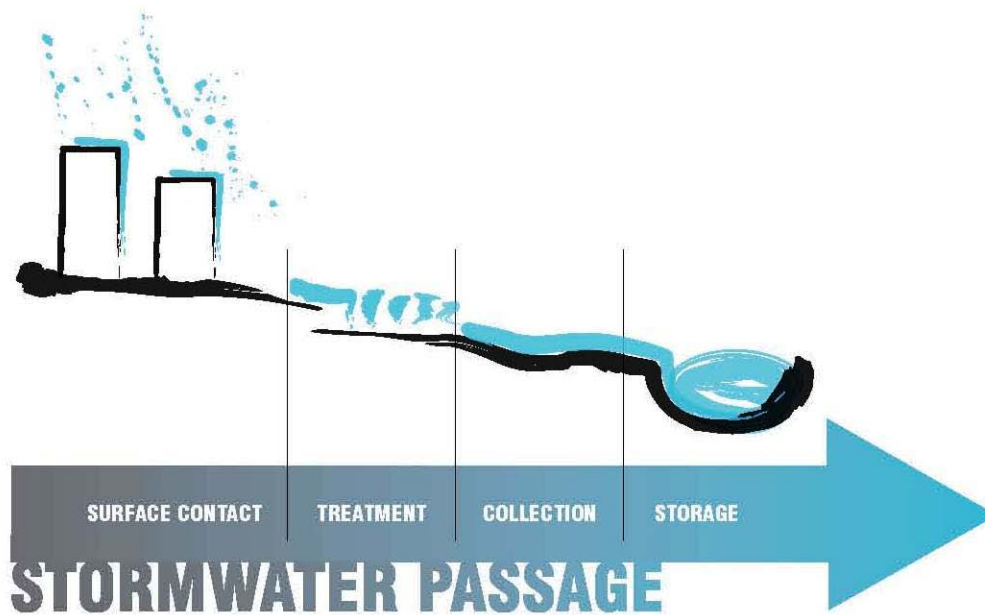 SURFACE CONTACT TREATMENT COLLECTION STORAGE
STORMWATER PASSAGE